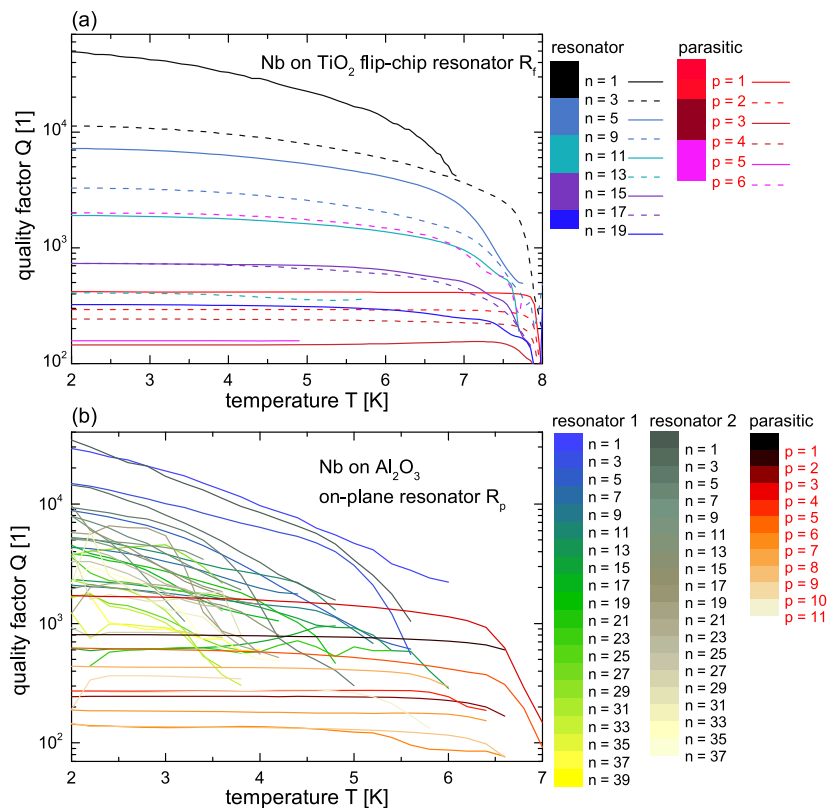 (a)
Nb on TiO2 flip-chip resonator Rf
quality factor Q [1]
10^4
10^3
10^2
2 3 4 5 6 7 8
temperature T [K]
resonator
n = 1
n = 3
n = 5
n = 9
n = 11
n = 13
n = 15
n = 17
n = 19
parasitic
p = 1
p = 2
p = 3
p = 4
p = 5
p = 6
(b)
Nb on Al2O3
on-plane resonator Rp
quality factor Q [1]
10^4
10^3
10^2
2 3 4 5 6 7
temperature T [K]
resonator 1
n = 1
n = 3
n = 5
n = 7
n = 9
n = 11
n = 13
n = 15
n = 17
n = 19
n = 21
n = 23
n = 25
n = 27
n = 29
n = 31
n = 33
n = 35
n = 37
n = 39
resonator 2
n = 1
n = 3
n = 5
n = 7
n = 9
n = 11
n = 13
n = 15
n = 17
n = 19
n = 21
n = 23
n = 25
n = 27
n = 29
n = 31
n = 33
n = 35
n = 37
parasitic
p = 1
p = 2
p = 3
p = 4
p = 5
p = 6
p = 7
p = 8
p = 9
p = 10
p = 11